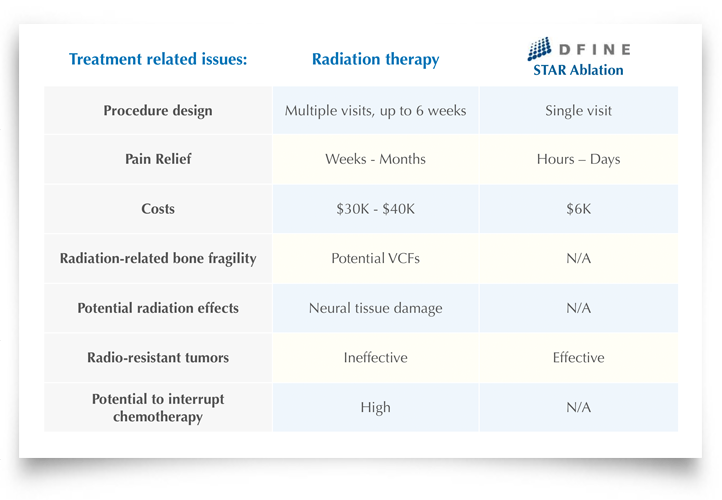 Treatment related issues: Radiation therapy DFINE
STAR Ablation
Procedure design Multiple visits, up to 6 weeks Single visit
Pain Relief Weeks - Months Hours – Days
Costs $30K - $40K $6K
Radiation-related bone fragility Potential VCFs N/A
Potential radiation effects Neural tissue damage N/A
Radio-resistant tumors Ineffective Effective
Potential to interrupt
chemotherapy High N/A